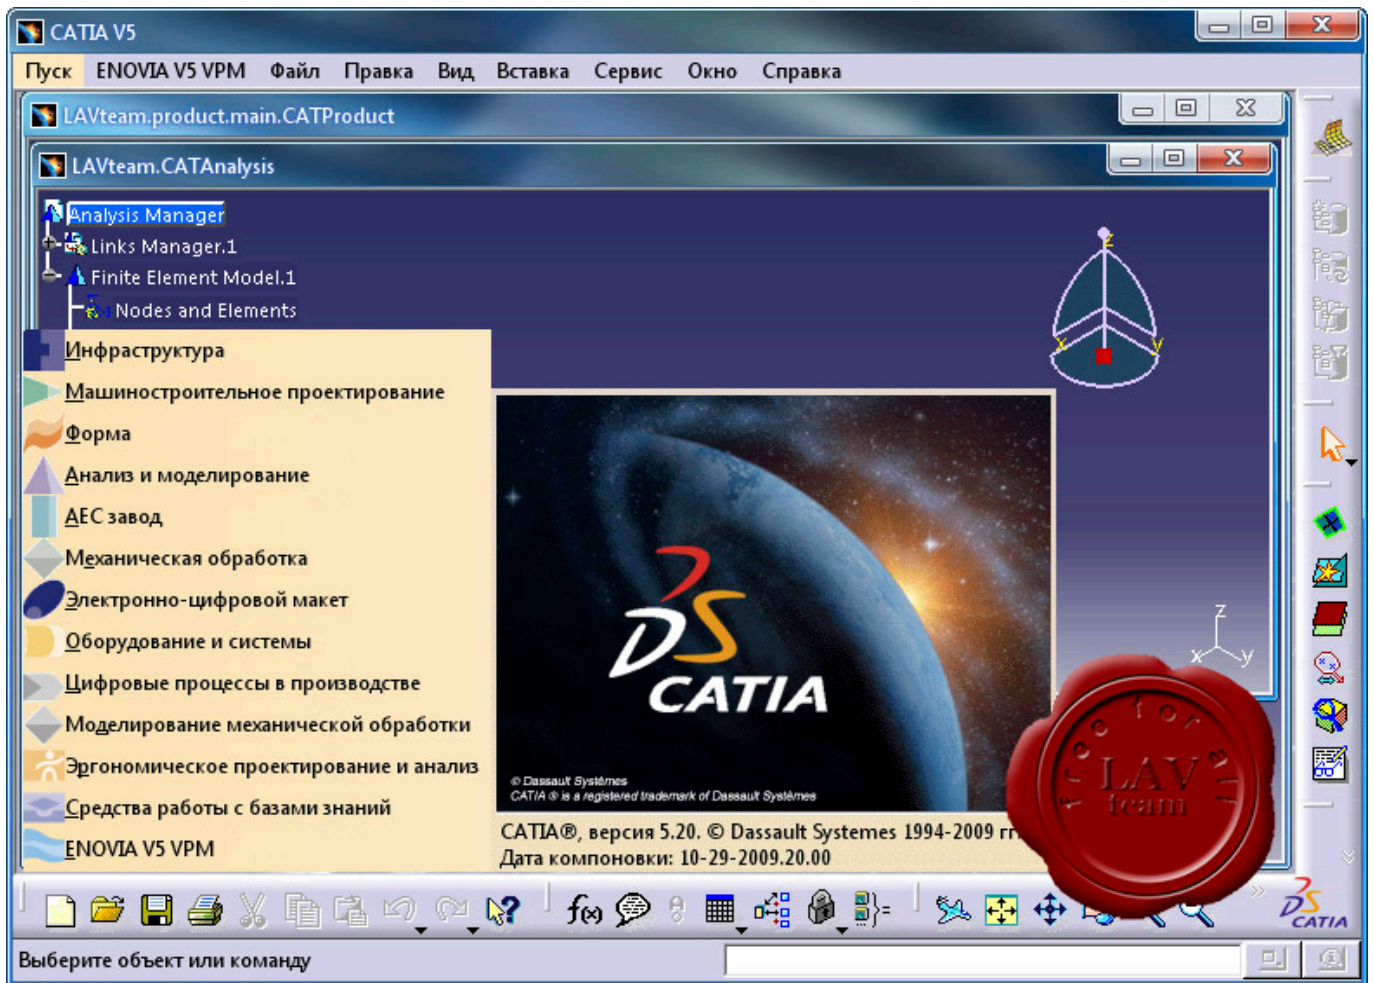 CATIA V5
Пуск ENOVIA V5 VPM Файл Правка Вид Вставка Сервис Окно Справка
LAVteam.product.main.CATProduct
LAVteam.CATAnalysis
Analysis Manager
Links Manager.1
Finite Element Model.1
Nodes and Elements
z
x y
Инфраструктура
Машиностроительное проектирование
Форма
Анализ и моделирование
АЕС завод
Механическая обработка
Электронно-цифровой макет
Оборудование и системы
Цифровые процессы в производстве
Моделирование механической обработки
Эргономическое проектирование и анализ
Средства работы с базами знаний
ENOVIA V5 VPM
DS
CATIA
© Dassault Systèmes
CATIA ® is a registered trademark of Dassault Systèmes
CATIA®, версия 5.20. © Dassault Systemes 1994-2009 гг.
Дата компоновки: 10-29-2009.20.00
z
x y
free for all
LAV
team
f(x)
DS
CATIA
Выберите объект или команду